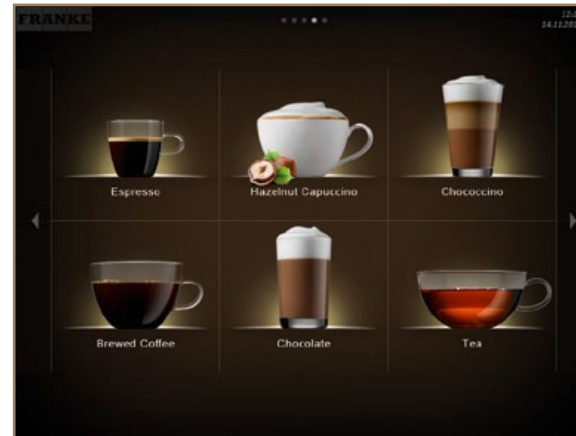 FRANKE
Espresso
Hazelnut Capuccino
Chococcino
Brewed Coffee
Chocolate
Tea